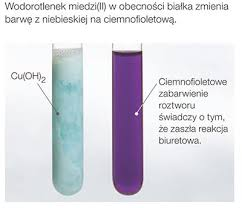 Wodorotlenek miedzi(II) w obecności białka zmienia
barwę z niebieskiej na ciemnofioletową.
Cu(OH)2
Ciemnofioletowe
zabarwienie
roztworu
świadczy o tym,
że zaszła reakcja
biuretowa.